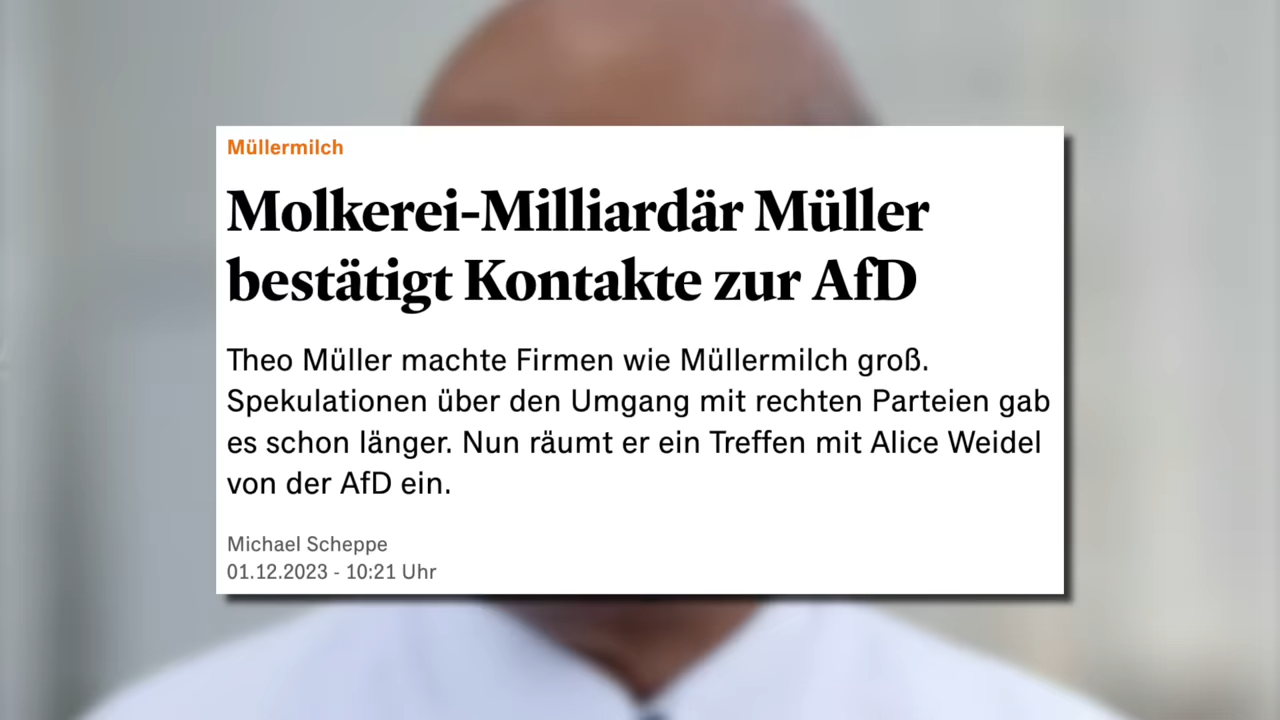 Müllermilch
Molkerei-Milliardär Müller
bestätigt Kontakte zur AfD
Theo Müller machte Firmen wie Müllermilch groß.
Spekulationen über den Umgang mit rechten Parteien gab
es schon länger. Nun räumt er ein Treffen mit Alice Weidel
von der AfD ein.
Michael Scheppe
01.12.2023 - 10:21 Uhr